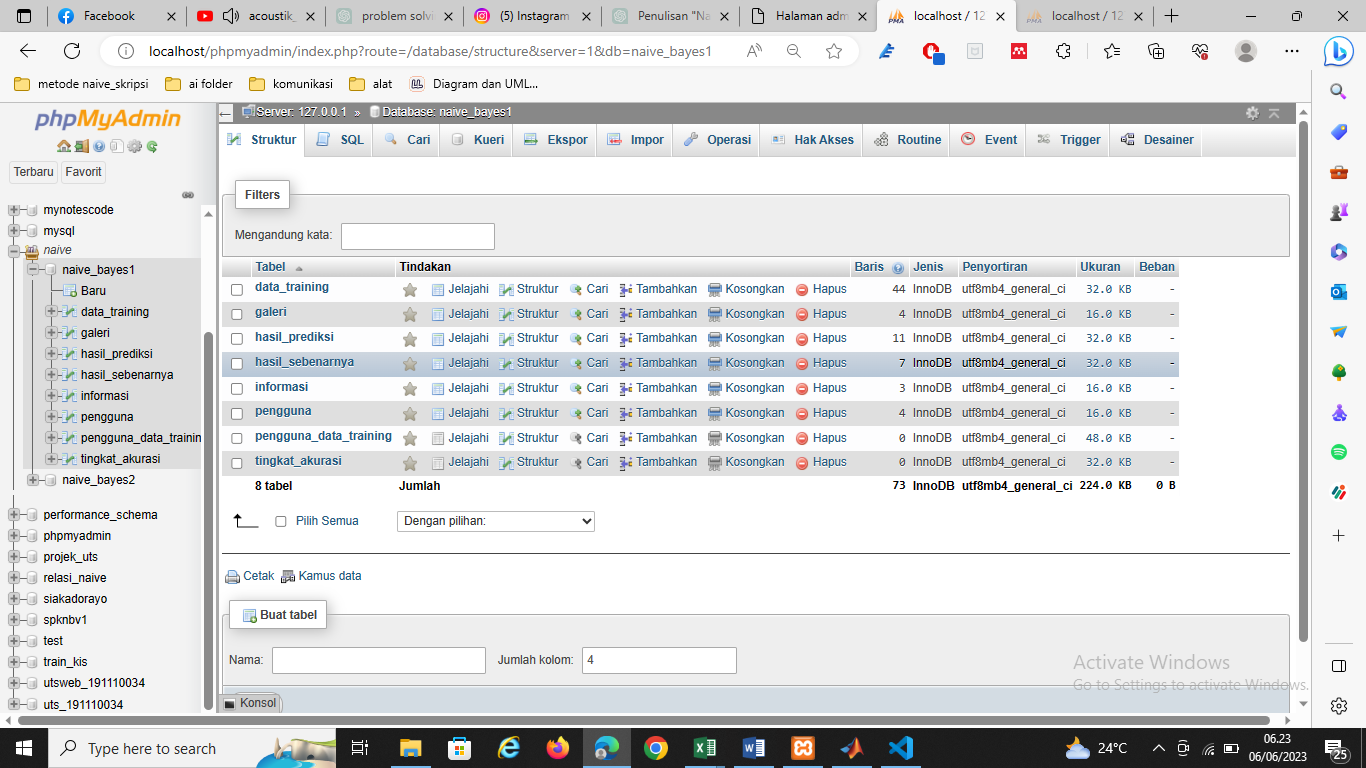 Facebook
acoustik_
problem solvi
(5) Instagram
Penulisan "Na
Halaman adm
localhost / 12
localhost / 12
localhost/phpmyadmin/index.php?route=/database/structure&server=1&db=naive_bayes1
metode naive_skripsi
ai folder
komunikasi
alat
Diagram dan UML...
phpMyAdmin
Terbaru
Favorit
mynotescode
mysql
naive
naive_bayes1
Baru
data_training
galeri
hasil_prediksi
hasil_sebenarnya
informasi
pengguna
pengguna_data_trainin
tingkat_akurasi
naive_bayes2
performance_schema
phpmyadmin
projek_uts
relasi_naive
siakadorayo
spknbv1
test
train_kis
utsweb_191110034
uts_191110034
Server: 127.0.0.1 » Database: naive_bayes1
Struktur SQL Cari Kueri Ekspor Impor Operasi Hak Akses Routine Event Trigger Desainer
Filters
Mengandung kata:
Tabel Tindakan Baris Jenis Penyortiran Ukuran Beban
data_training Jelajahi Struktur Cari Tambahkan Kosongkan Hapus 44 InnoDB utf8mb4_general_ci 32.0 KB -
galeri Jelajahi Struktur Cari Tambahkan Kosongkan Hapus 4 InnoDB utf8mb4_general_ci 16.0 KB -
hasil_prediksi Jelajahi Struktur Cari Tambahkan Kosongkan Hapus 11 InnoDB utf8mb4_general_ci 32.0 KB -
hasil_sebenarnya Jelajahi Struktur Cari Tambahkan Kosongkan Hapus 7 InnoDB utf8mb4_general_ci 32.0 KB -
informasi Jelajahi Struktur Cari Tambahkan Kosongkan Hapus 3 InnoDB utf8mb4_general_ci 16.0 KB -
pengguna Jelajahi Struktur Cari Tambahkan Kosongkan Hapus 4 InnoDB utf8mb4_general_ci 16.0 KB -
pengguna_data_training Jelajahi Struktur Cari Tambahkan Kosongkan Hapus 0 InnoDB utf8mb4_general_ci 48.0 KB -
tingkat_akurasi Jelajahi Struktur Cari Tambahkan Kosongkan Hapus 0 InnoDB utf8mb4_general_ci 32.0 KB -
8 tabel Jumlah 73 InnoDB utf8mb4_general_ci 224.0 KB 0 B
Pilih Semua
Dengan pilihan:
Cetak Kamus data
Buat tabel
Nama:
Jumlah kolom: 4
Konsol
Activate Windows
Go to Settings to activate Windows.
Type here to search
24°C
06.23
06/06/2023
25